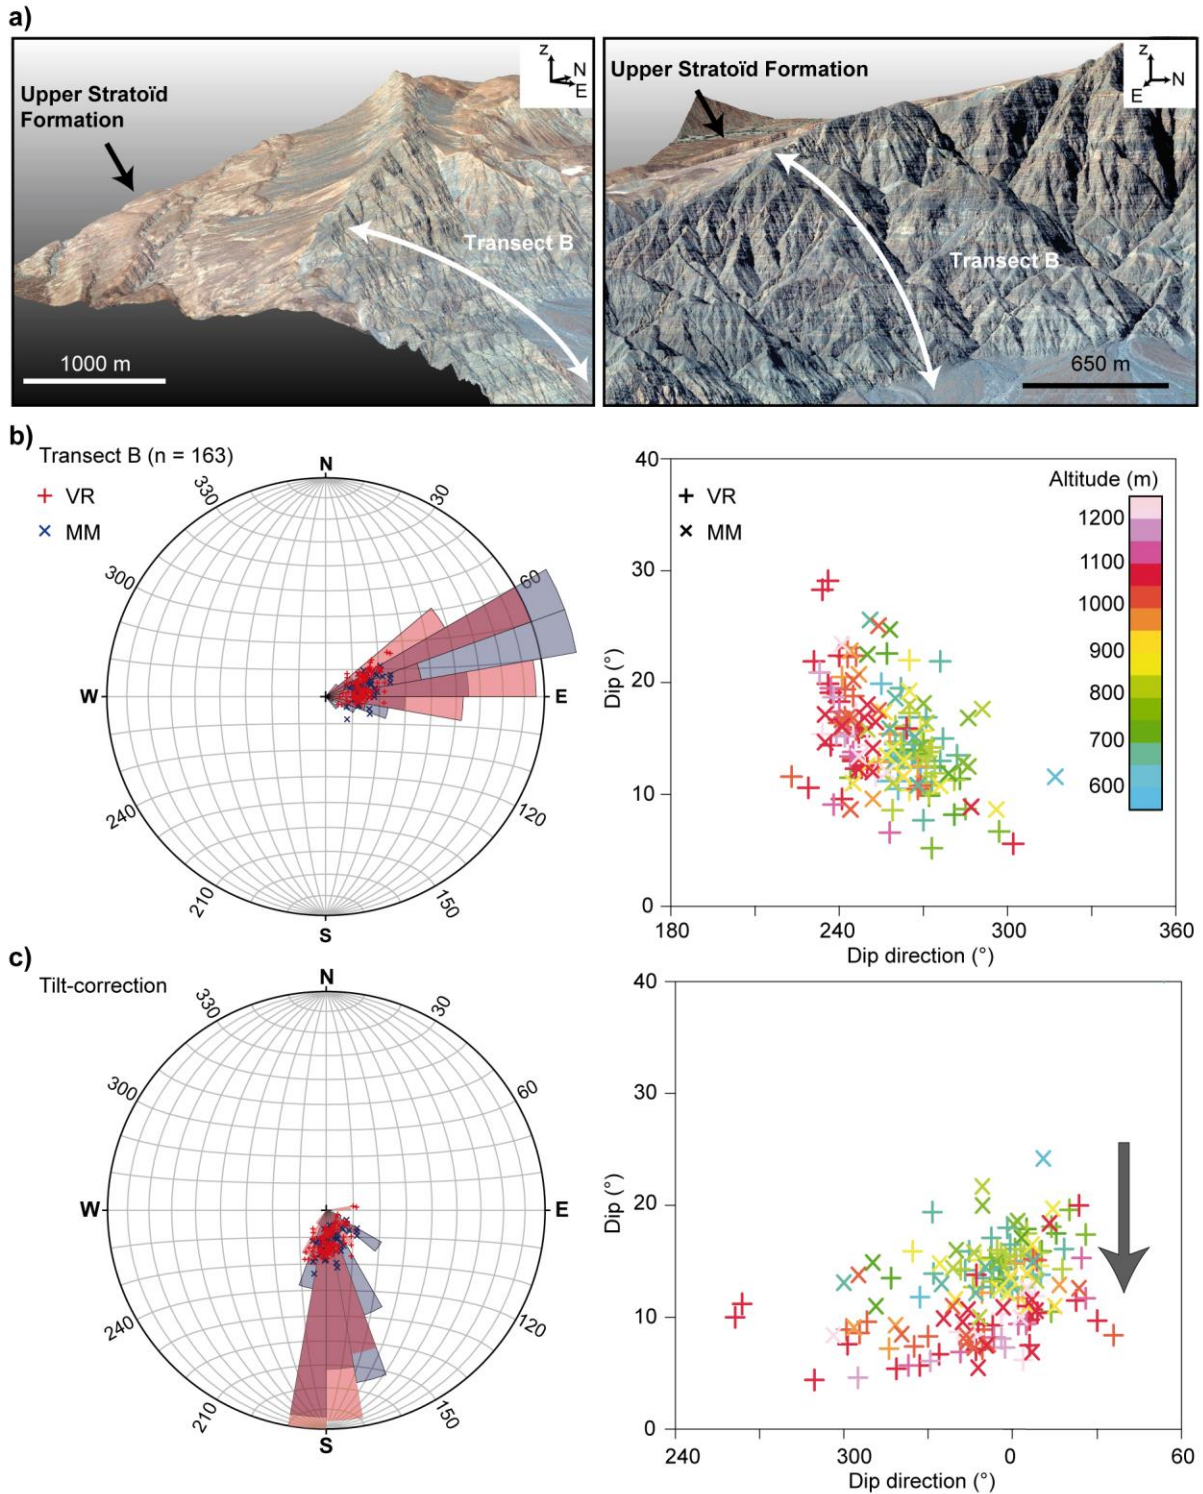 a)
Upper Stratoïd
Formation
Z
N
E
Transect B
1000 m
Upper Stratoïd Formation
Z
N
E
Transect B
650 m
b)
Transect B (n = 163)
VR
MM
N
30
60
E
120
150
S
210
240
W
300
330
40
30
20
10
0
Dip (°)
180
240
300
360
Dip direction (°)
VR
MM
Altitude (m)
1200
1100
1000
900
800
700
600
c)
Tilt-correction
N
30
60
E
120
150
S
210
240
W
300
330
40
30
20
10
0
Dip (°)
240
300
0
60
Dip direction (°)